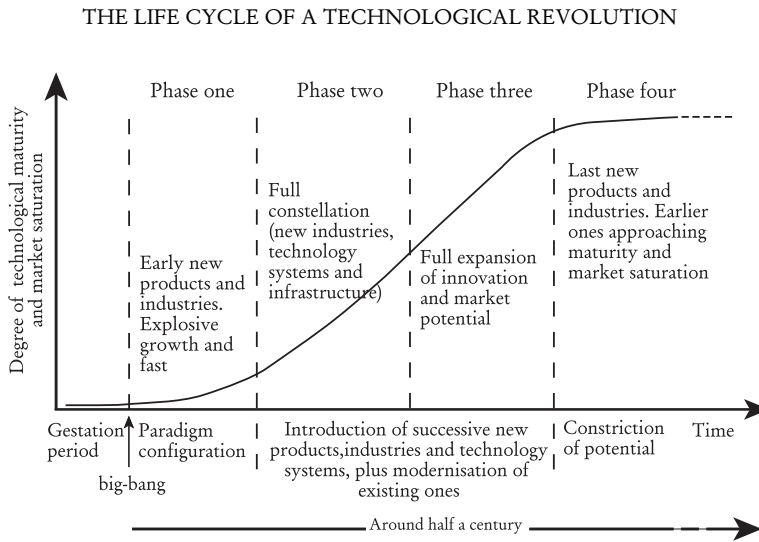 THE LIFE CYCLE OF A TECHNOLOGICAL REVOLUTION
Degree of technological maturity
and market saturation
Phase one
Phase two
Phase three
Phase four
Early new
products and
industries.
Explosive
growth and
fast
Full
constellation
(new industries,
technology
systems and
infrastructure)
Full expansion
of innovation
and market
potential
Last new
products and
industries. Earlier
ones approaching
maturity and
market saturation
Gestation
period
big-bang
Paradigm
configuration
Introduction of successive new
products,industries and technology
systems, plus modernisation of
existing ones
Constriction
of potential
Time
Around half a century